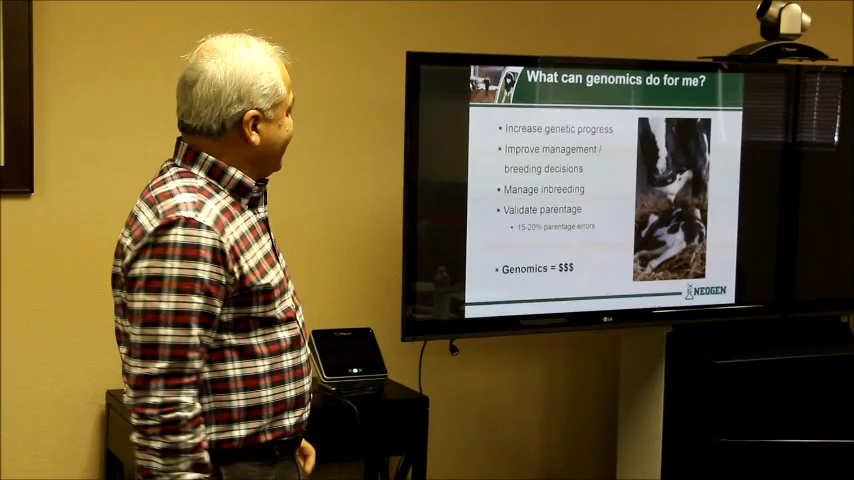 What can genomics do for me?
▪ Increase genetic progress
▪ Improve management /
breeding decisions
▪ Manage inbreeding
▪ Validate parentage
▪ 15-20% parentage errors
▪ Genomics = $$$
NEOGEN
LG